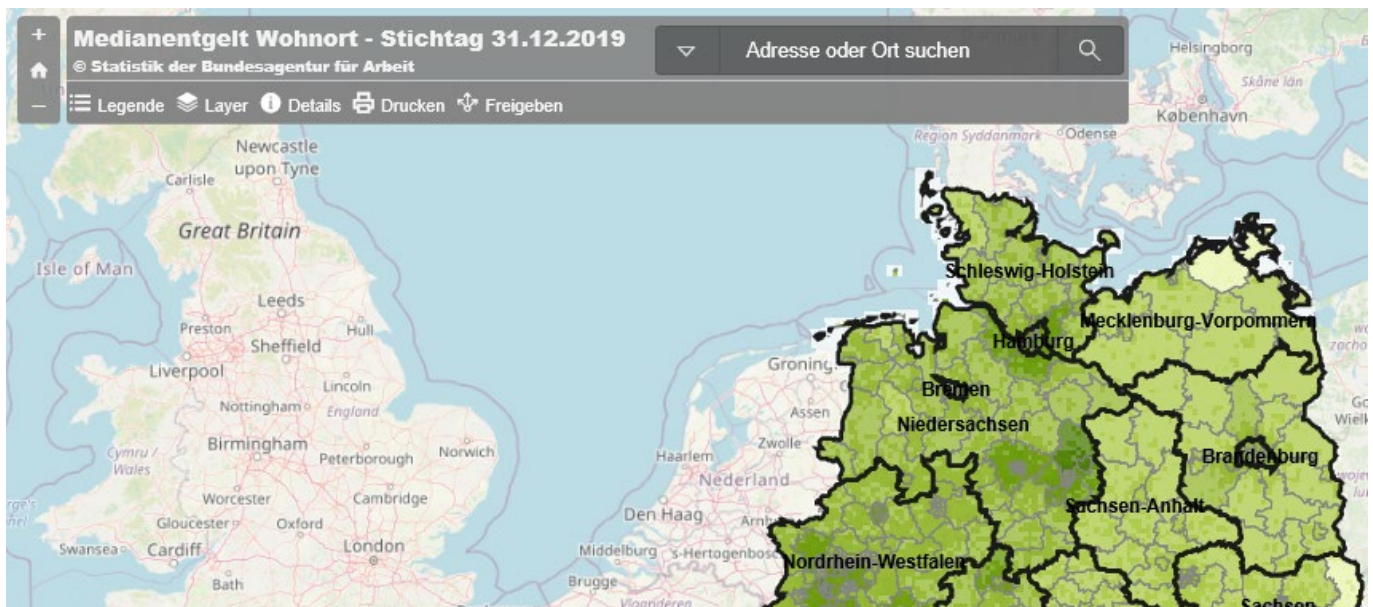 +
Medianentgelt Wohnort - Stichtag 31.12.2019
© Statistik der Bundesagentur für Arbeit
Adresse oder Ort suchen
–
Legende Layer Details Drucken Freigeben
Helsingborg
Skåne län
København
Region Syddanmark
Odense
Newcastle
upon Tyne
Carlisle
Great Britain
Isle of Man
Schleswig-Holstein
Leeds
Preston
Hull
Mecklenburg-Vorpommern
Hamburg
Sheffield
Liverpool
Groning
Lincoln
Bremen
Nottingham
England
Assen
Niedersachsen
Birmingham
Zwolle
Cymru /
Wales
Peterborough
Norwich
Haarlem
Brandenburg
Nederland
Worcester
Cambridge
Sachsen-Anhalt
Den Haag
Arnh
Gloucester
Oxford
Swansea
Cardiff
London
Middelburg
's-Hertogenbosc
Nordrhein-Westfalen
Bath
Brugge
Vlaanderen
Sachsen